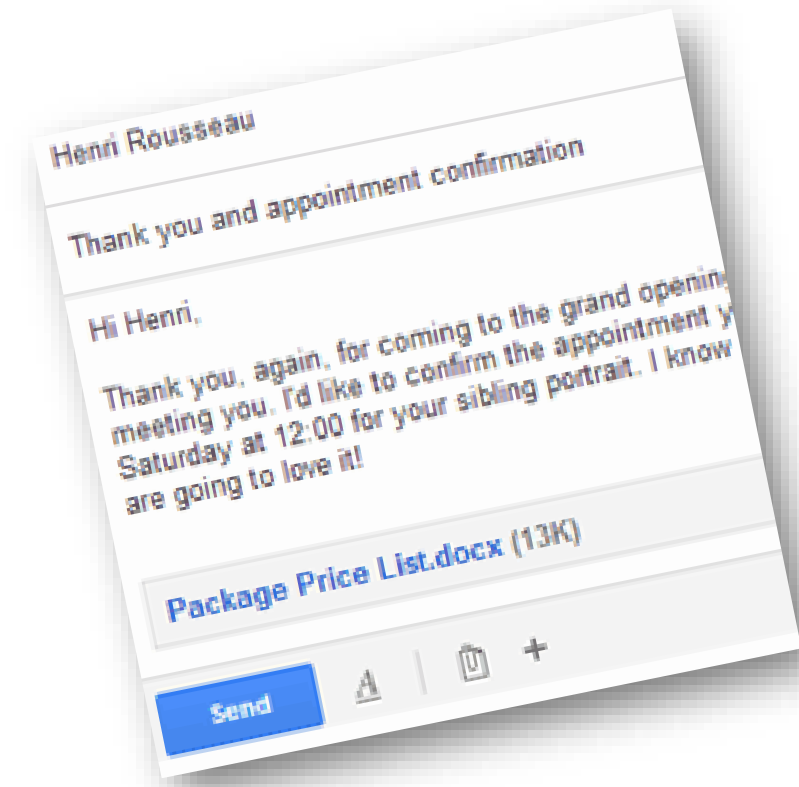 Henri Rousseau
Thank you and appointment confirmation
Hi Henri,
Thank you, again, for coming to the grand opening
meeting you. I'd like to confirm the appointment y
Saturday at 12:00 for your sibling portrait. I know
are going to love it!
Package Price List.docx (13K)
Send